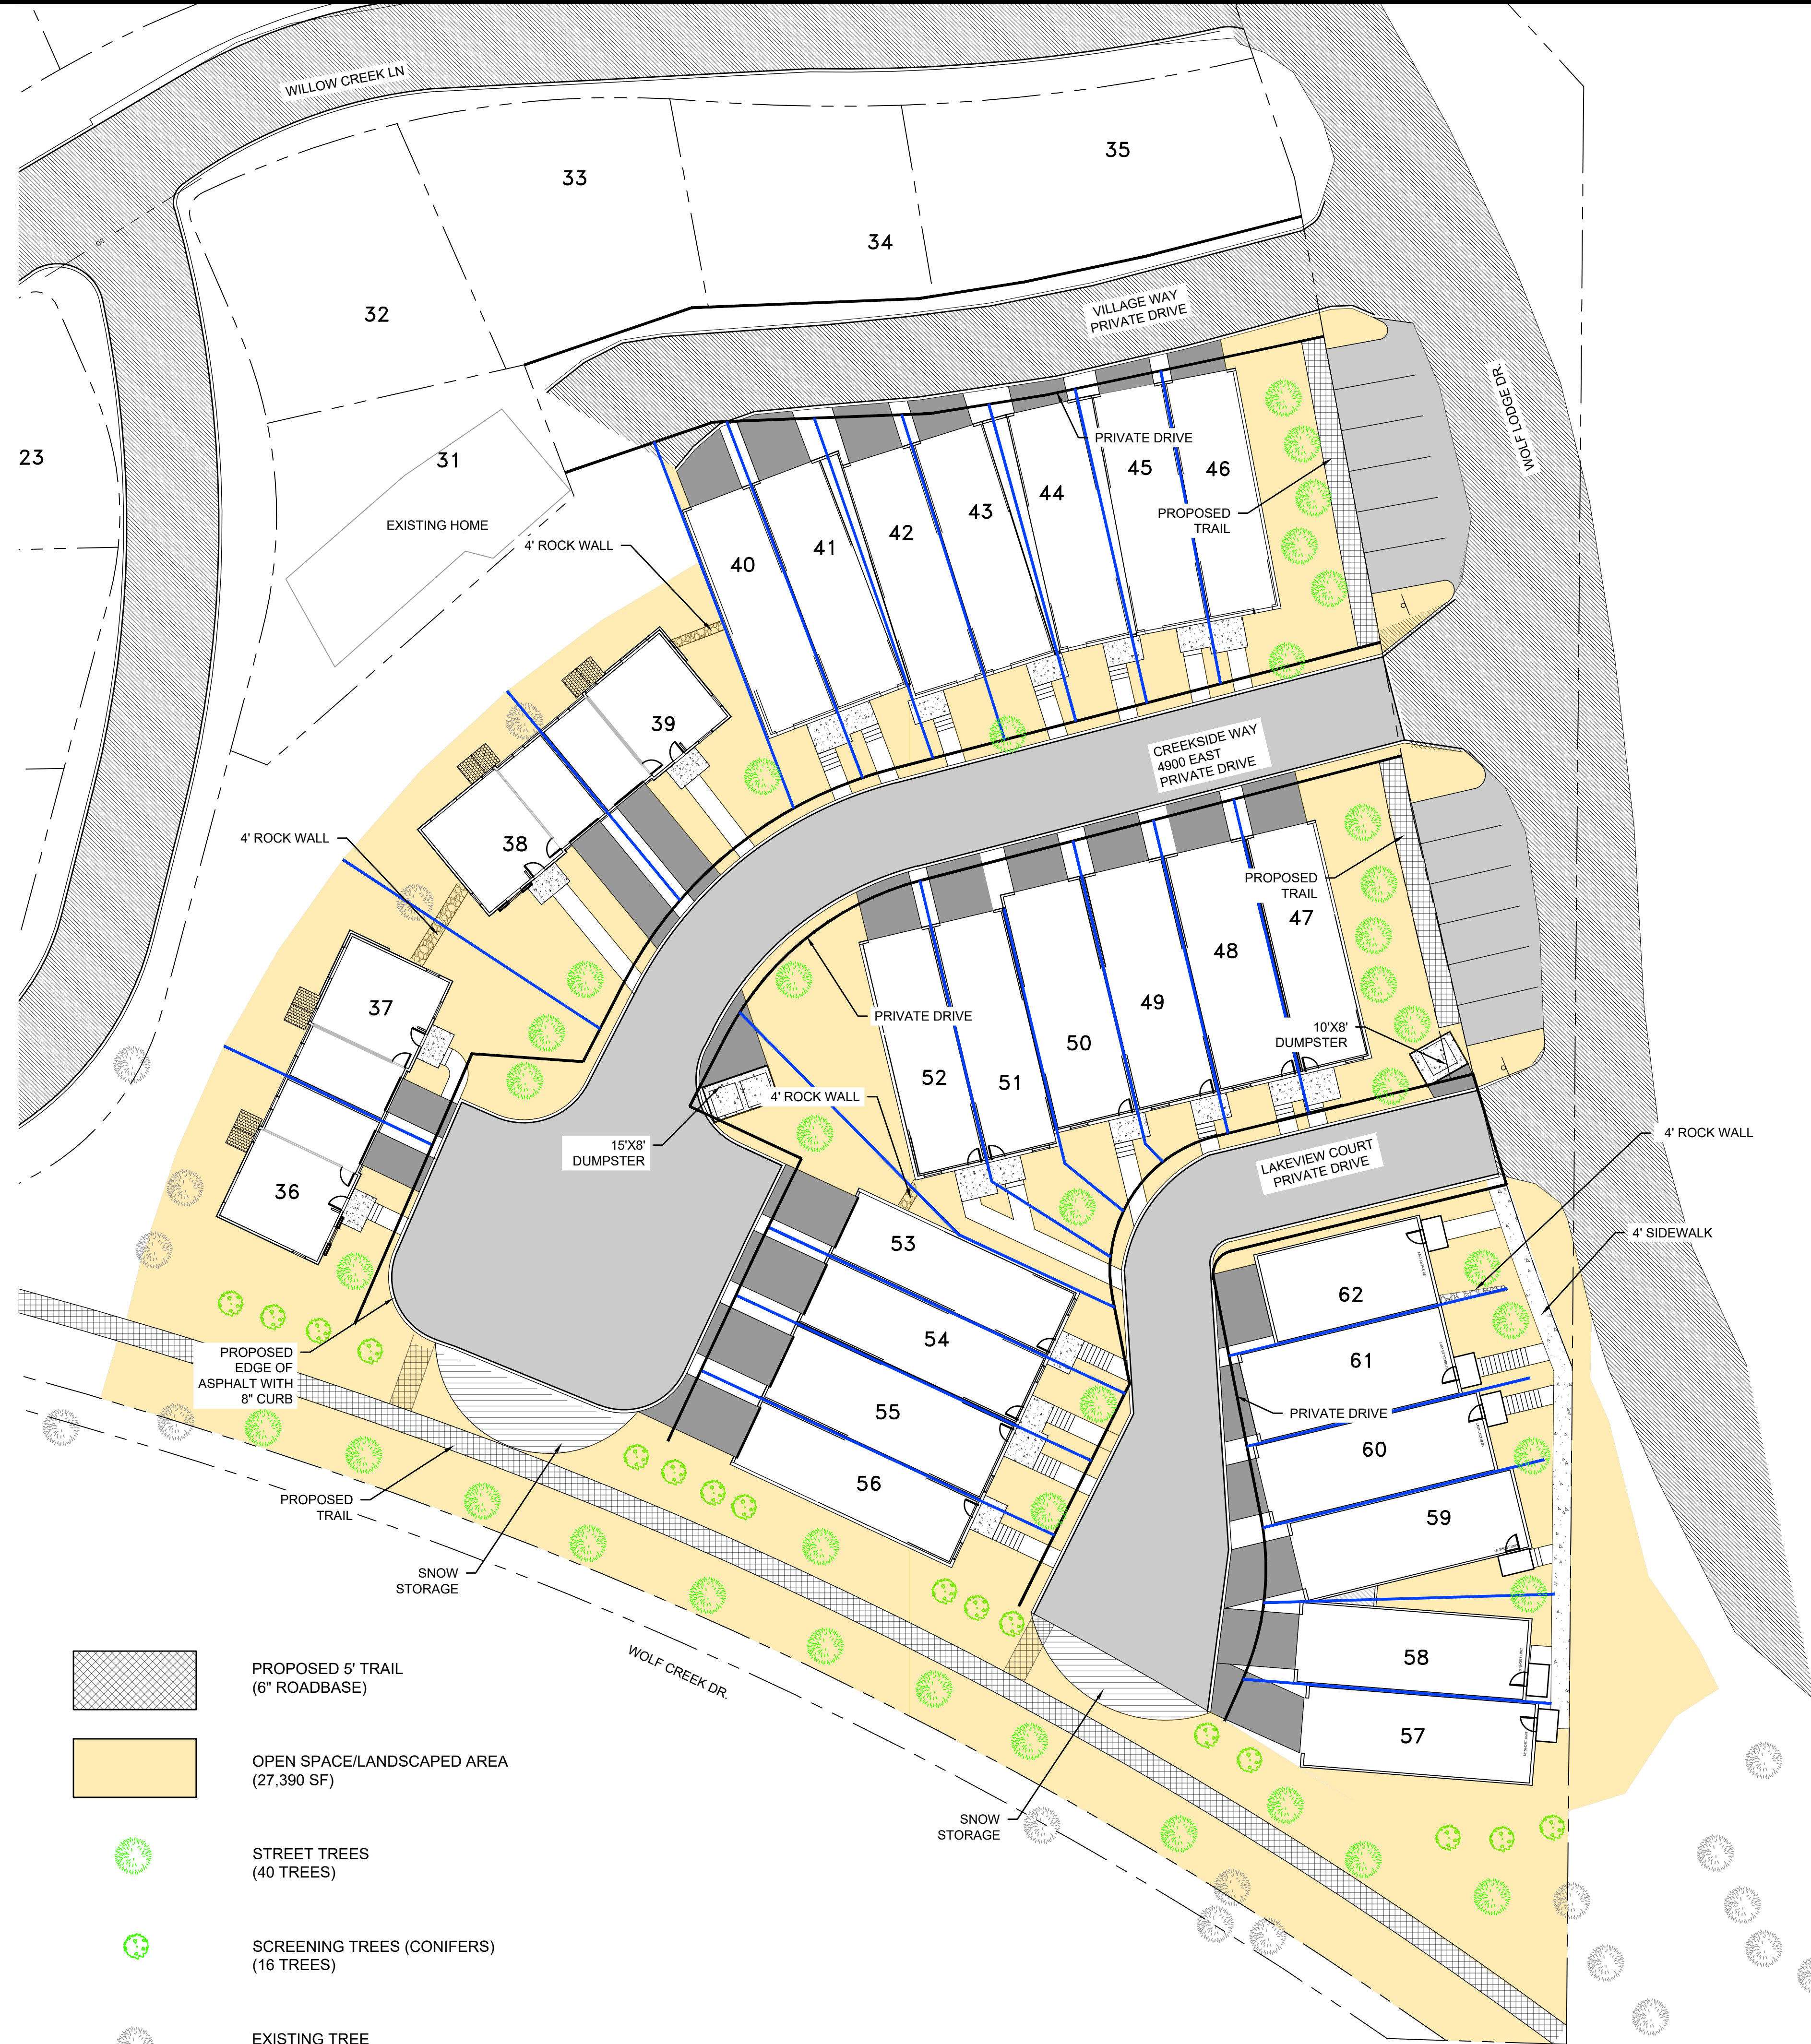 WILLOW CREEK LN
35
33
34
32
VILLAGE WAY
PRIVATE DRIVE
WOLF LODGE DR.
23
31
EXISTING HOME
PRIVATE DRIVE
45
46
44
43
42
41
40
PROPOSED
TRAIL
4' ROCK WALL
39
38
4' ROCK WALL
CREEKSIDE WAY
4900 EAST
PRIVATE DRIVE
PROPOSED
TRAIL
47
48
49
50
51
52
PRIVATE DRIVE
10'X8'
DUMPSTER
37
36
15'X8'
DUMPSTER
4' ROCK WALL
LAKEVIEW COURT
PRIVATE DRIVE
4' ROCK WALL
4' SIDEWALK
53
54
55
56
62
61
PRIVATE DRIVE
60
59
58
57
PROPOSED
EDGE OF
ASPHALT WITH
8" CURB
PROPOSED
TRAIL
SNOW
STORAGE
WOLF CREEK DR.
SNOW
STORAGE
PROPOSED 5' TRAIL
(6" ROADBASE)
OPEN SPACE/LANDSCAPED AREA
(27,390 SF)
STREET TREES
(40 TREES)
SCREENING TREES (CONIFERS)
(16 TREES)
EXISTING TREE